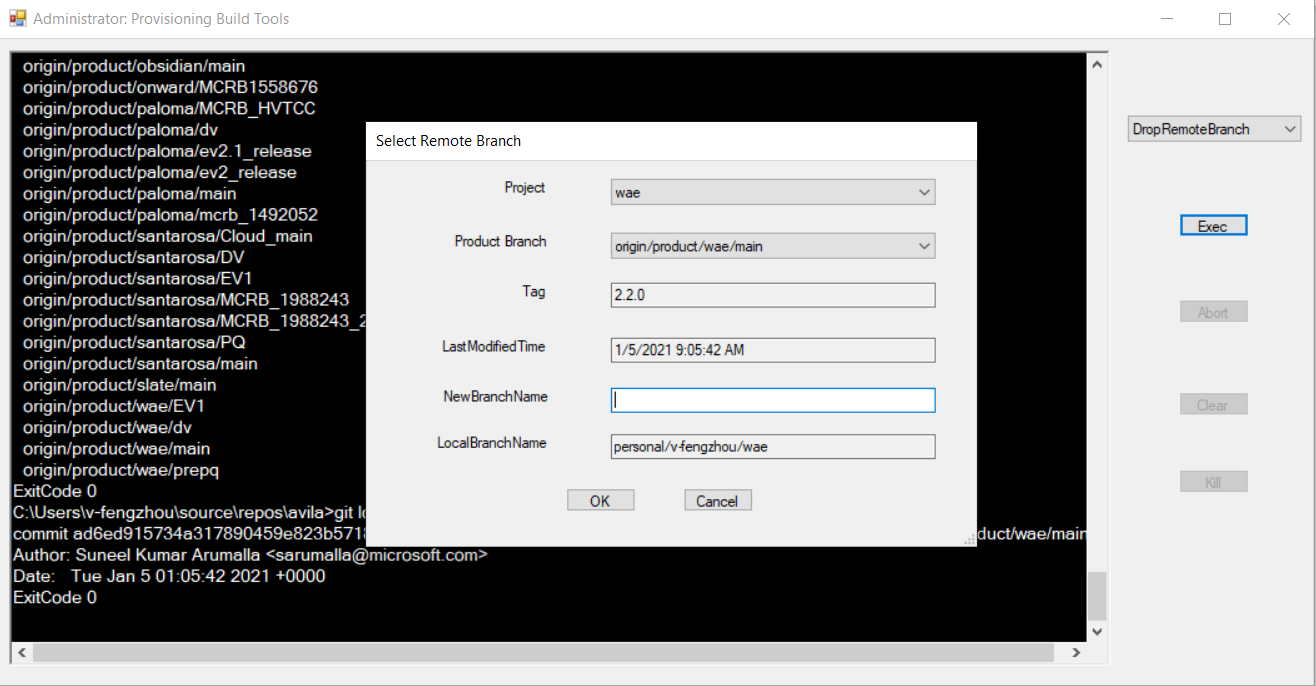 Administrator: Provisioning Build Tools
origin/product/obsidian/main
origin/product/onward/MCRB1558676
origin/product/paloma/MCRB_HVTCC
origin/product/paloma/dv
origin/product/paloma/ev2.1_release
origin/product/paloma/ev2_release
origin/product/paloma/main
origin/product/paloma/mcrb_1492052
origin/product/santarosa/Cloud_main
origin/product/santarosa/DV
origin/product/santarosa/EV1
origin/product/santarosa/MCRB_1988243
origin/product/santarosa/MCRB_1988243_2
origin/product/santarosa/PQ
origin/product/santarosa/main
origin/product/slate/main
origin/product/wae/EV1
origin/product/wae/dv
origin/product/wae/main
origin/product/wae/prepq
ExitCode 0
C:\Users\v-fengzhou\source\repos\avila>git lo
commit ad6ed915734a317890459e823b571 duct/wae/main
Author: Suneel Kumar Arumalla <sarumalla@microsoft.com>
Date: Tue Jan 5 01:05:42 2021 +0000
ExitCode 0
Select Remote Branch
Project wae
Product Branch origin/product/wae/main
Tag 2.2.0
LastModifiedTime 1/5/2021 9:05:42 AM
NewBranchName
LocalBranchName personal/v-fengzhou/wae
OK Cancel
DropRemoteBranch
Exec
Abort
Clear
Kill